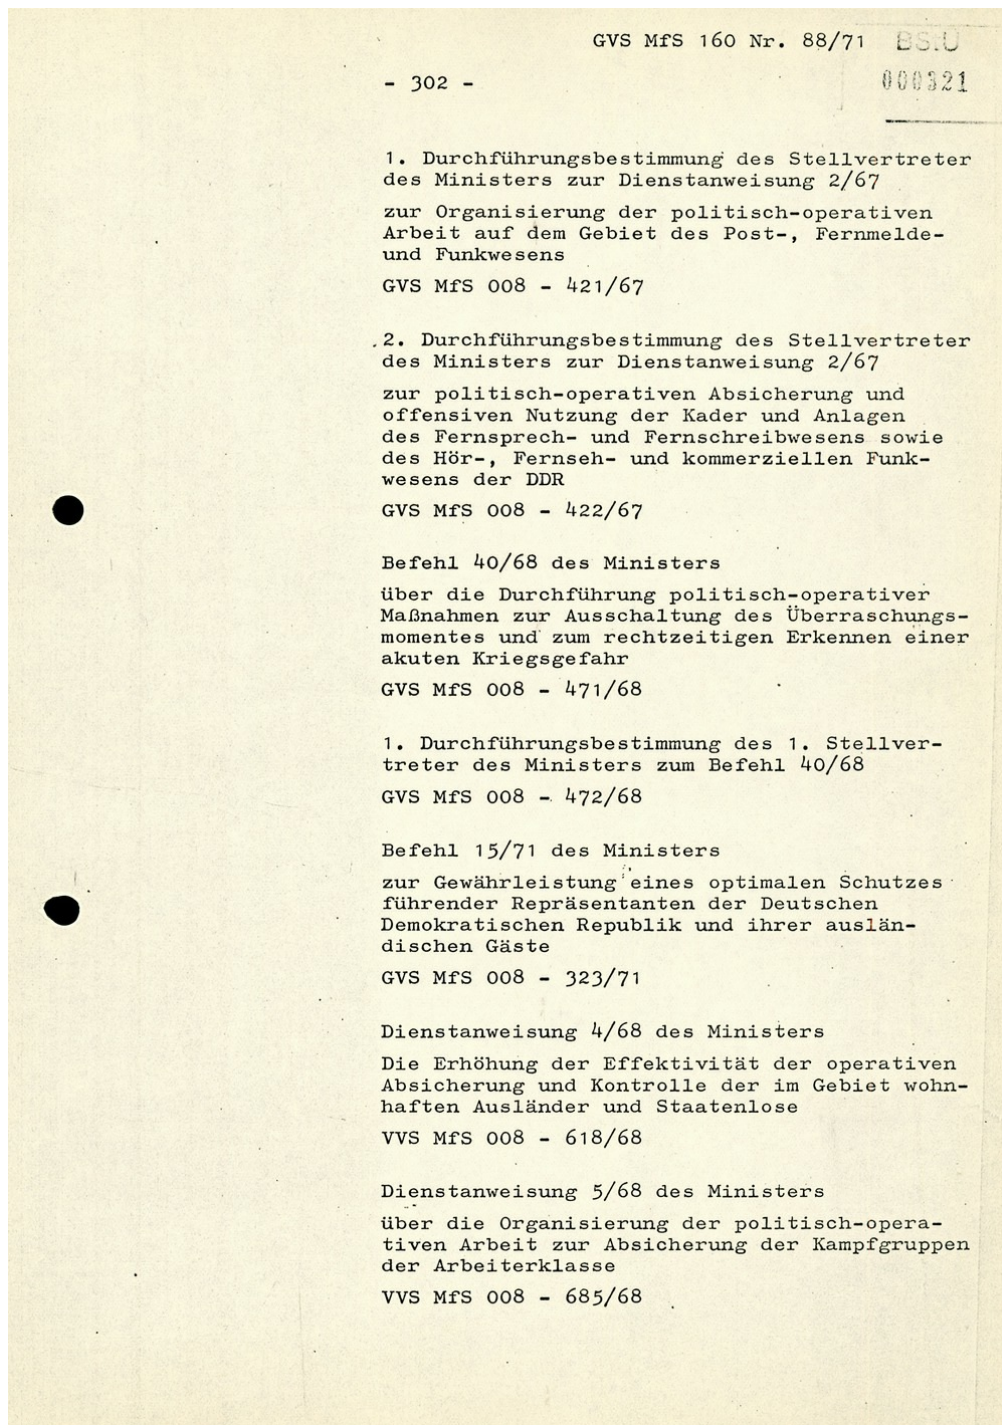 GVS MfS 160 Nr. 88/71 BStU
- 302 - 000321
1. Durchführungsbestimmung des Stellvertreter
des Ministers zur Dienstanweisung 2/67
zur Organisierung der politisch-operativen
Arbeit auf dem Gebiet des Post-, Fernmelde-
und Funkwesens
GVS MfS 008 - 421/67
2. Durchführungsbestimmung des Stellvertreter
des Ministers zur Dienstanweisung 2/67
zur politisch-operativen Absicherung und
offensiven Nutzung der Kader und Anlagen
des Fernsprech- und Fernschreibwesens sowie
des Hör-, Fernseh- und kommerziellen Funk-
wesens der DDR
GVS MfS 008 - 422/67
Befehl 40/68 des Ministers
über die Durchführung politisch-operativer
Maßnahmen zur Ausschaltung des Überraschungs-
momentes und zum rechtzeitigen Erkennen einer
akuten Kriegsgefahr
GVS MfS 008 - 471/68
1. Durchführungsbestimmung des 1. Stellver-
treter des Ministers zum Befehl 40/68
GVS MfS 008 - 472/68
Befehl 15/71 des Ministers
zur Gewährleistung eines optimalen Schutzes
führender Repräsentanten der Deutschen
Demokratischen Republik und ihrer auslän-
dischen Gäste
GVS MfS 008 - 323/71
Dienstanweisung 4/68 des Ministers
Die Erhöhung der Effektivität der operativen
Absicherung und Kontrolle der im Gebiet wohn-
haften Ausländer und Staatenlose
VVS MfS 008 - 618/68
Dienstanweisung 5/68 des Ministers
über die Organisierung der politisch-opera-
tiven Arbeit zur Absicherung der Kampfgruppen
der Arbeiterklasse
VVS MfS 008 - 685/68